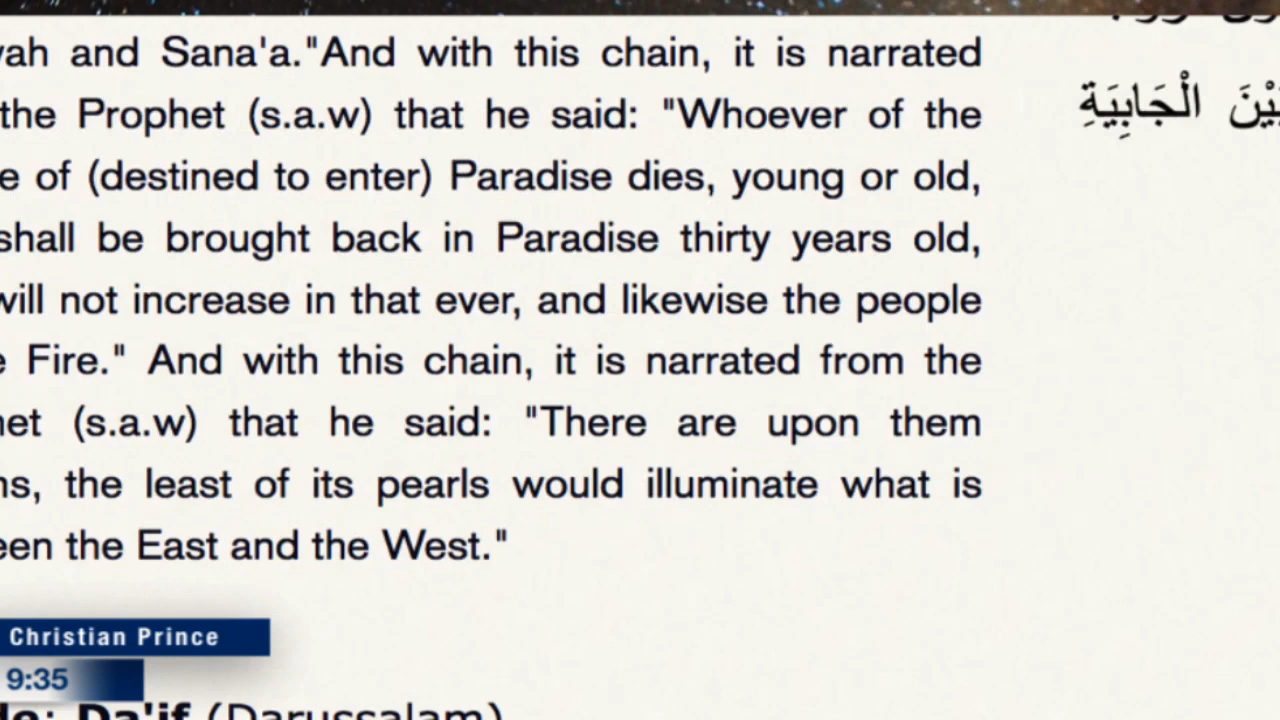 yah and Sana'a."And with this chain, it is narrated
the Prophet (s.a.w) that he said: "Whoever of the
e of (destined to enter) Paradise dies, young or old,
shall be brought back in Paradise thirty years old,
will not increase in that ever, and likewise the people
e Fire." And with this chain, it is narrated from the
het (s.a.w) that he said: "There are upon them
ns, the least of its pearls would illuminate what is
een the East and the West."
بَيْنَ الْجَابِيَةِ
Christian Prince
9:35
de: Da'if (Darussalam)